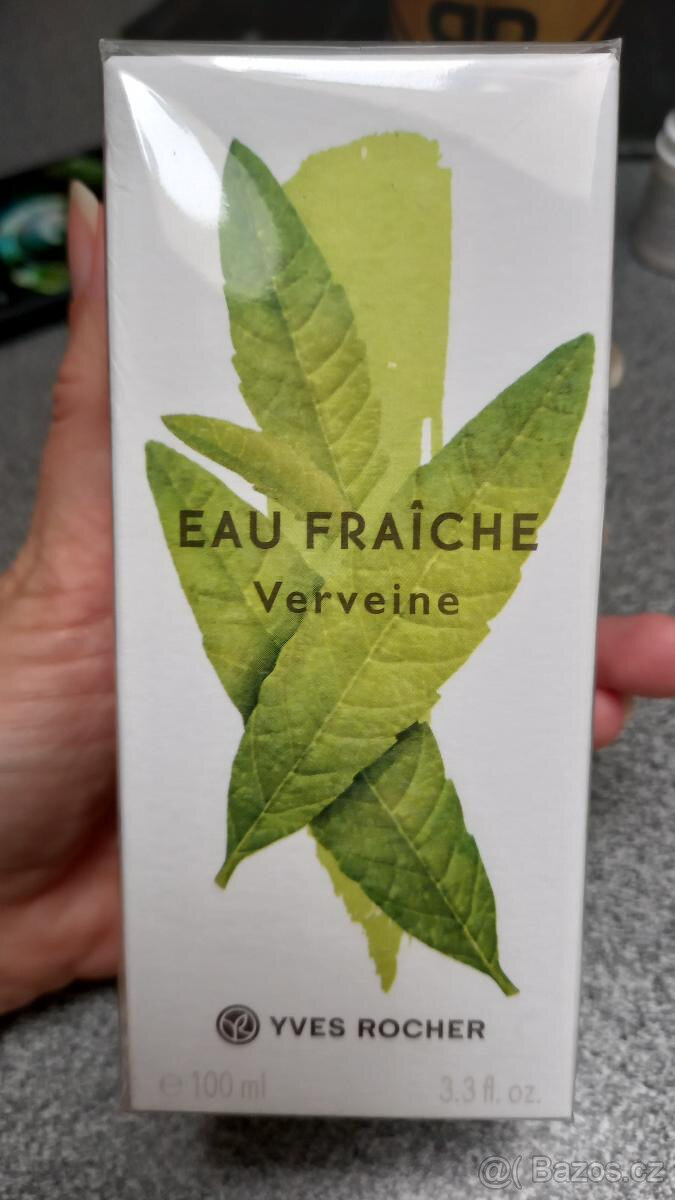 EAU FRAÎCHE
Verveine
YVES ROCHER
℮ 100 ml 3.3 fl. oz.
@( Bazos.cz